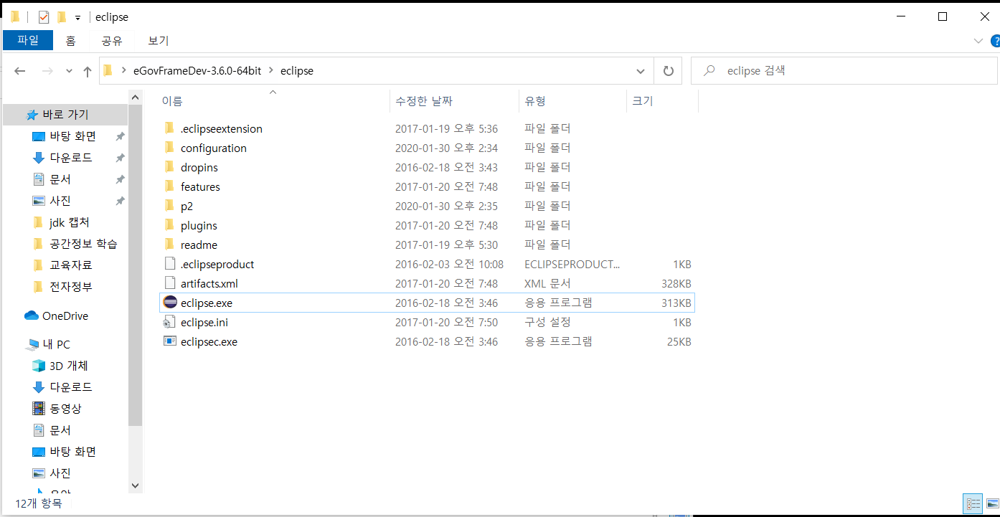 eclipse
파일 홈 공유 보기
eGovFrameDev-3.6.0-64bit eclipse
eclipse 검색
바로 가기
바탕 화면
다운로드
문서
사진
jdk 캡처
공간정보 학습
교육자료
전자정부
OneDrive
내 PC
3D 개체
다운로드
동영상
문서
바탕 화면
사진
이름 수정한 날짜 유형 크기
.eclipseextension 2017-01-19 오후 5:36 파일 폴더
configuration 2020-01-30 오후 2:34 파일 폴더
dropins 2016-02-18 오전 3:43 파일 폴더
features 2017-01-20 오전 7:48 파일 폴더
p2 2020-01-30 오후 2:35 파일 폴더
plugins 2017-01-20 오전 7:48 파일 폴더
readme 2017-01-19 오후 5:30 파일 폴더
.eclipseproduct 2016-02-03 오전 10:08 ECLIPSEPRODUCT... 1KB
artifacts.xml 2017-01-20 오전 7:48 XML 문서 328KB
eclipse.exe 2016-02-18 오전 3:46 응용 프로그램 313KB
eclipse.ini 2017-01-20 오전 7:50 구성 설정 1KB
eclipsec.exe 2016-02-18 오전 3:46 응용 프로그램 25KB
12개 항목